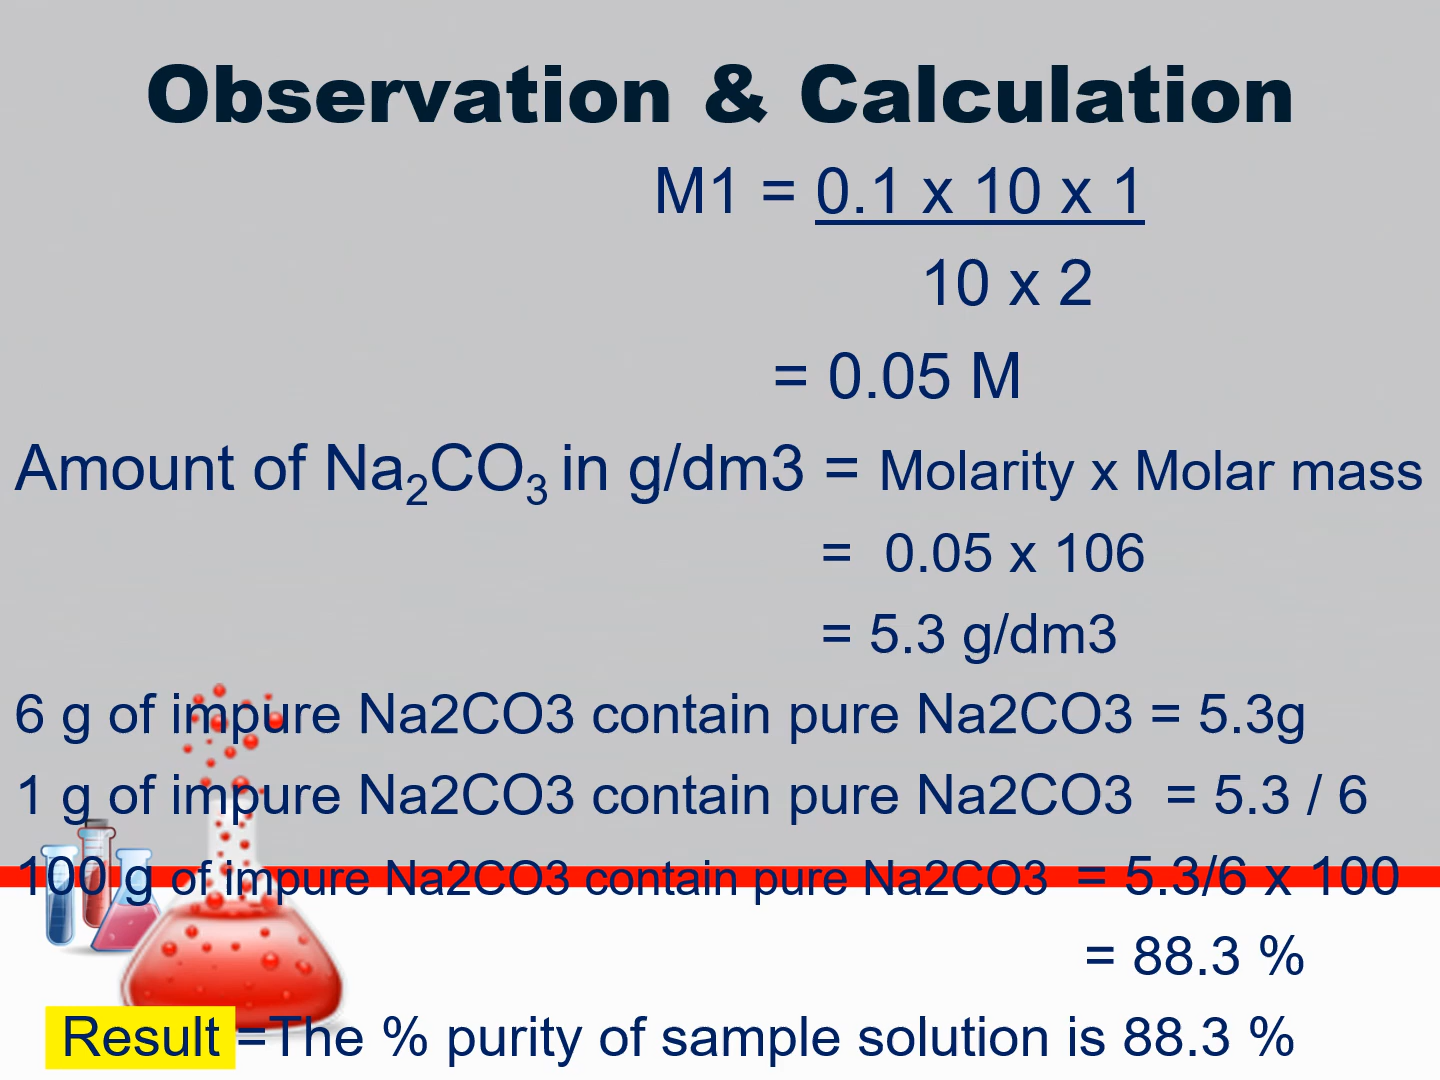 Observation & Calculation
M1 = 0.1 x 10 x 1
10 x 2
= 0.05 M
Amount of Na₂CO₃ in g/dm3 = Molarity x Molar mass
= 0.05 x 106
= 5.3 g/dm3
6 g of impure Na2CO3 contain pure Na2CO3 = 5.3g
1 g of impure Na2CO3 contain pure Na2CO3 = 5.3 / 6
100 g of impure Na2CO3 contain pure Na2CO3 = 5.3/6 x 100
= 88.3 %
Result =The % purity of sample solution is 88.3 %